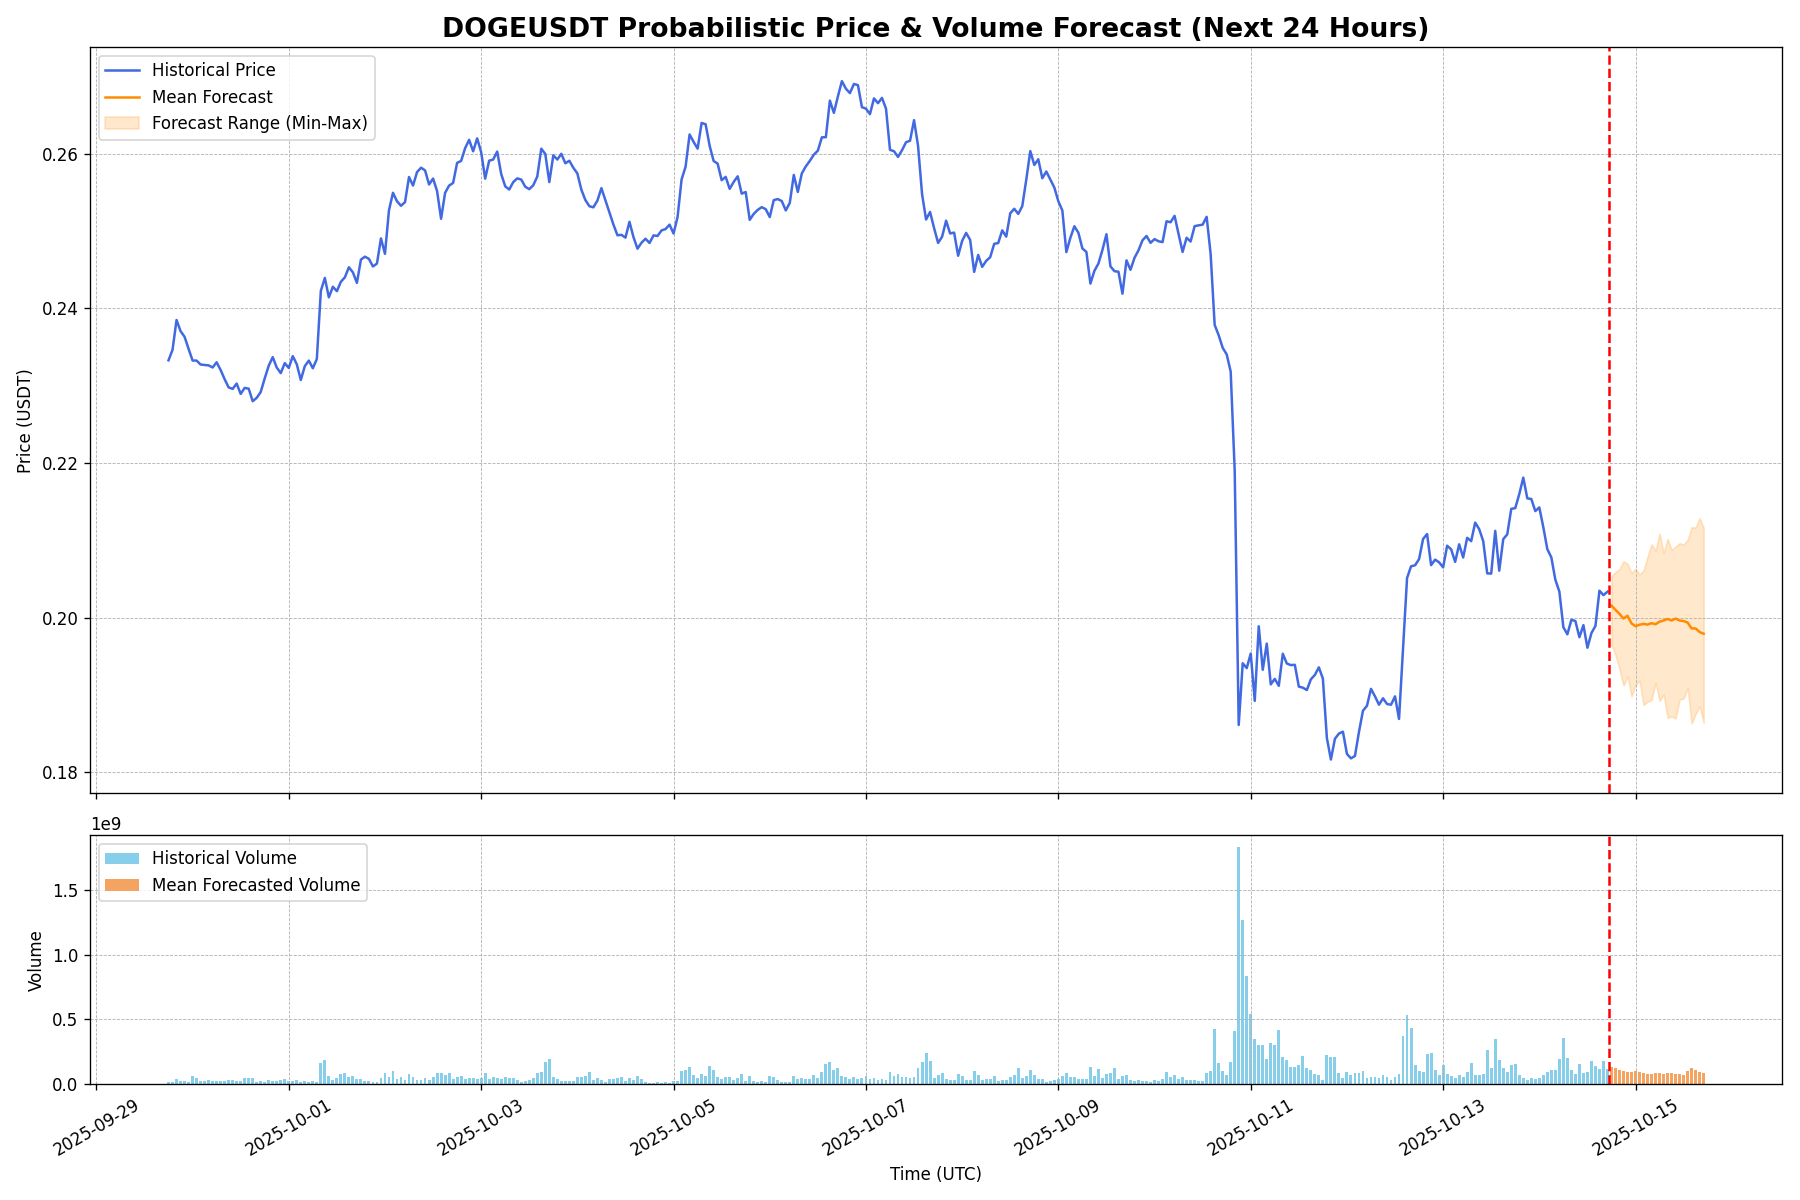 DOGEUSDT Probabilistic Price & Volume Forecast (Next 24 Hours)
Historical Price
Mean Forecast
Forecast Range (Min-Max)
0.26
0.24
0.22
0.20
0.18
Price (USDT)
1e9
Historical Volume
Mean Forecasted Volume
1.5
1.0
0.5
0.0
Volume
2025-09-29
2025-10-01
2025-10-03
2025-10-05
2025-10-07
2025-10-09
2025-10-11
2025-10-13
2025-10-15
Time (UTC)